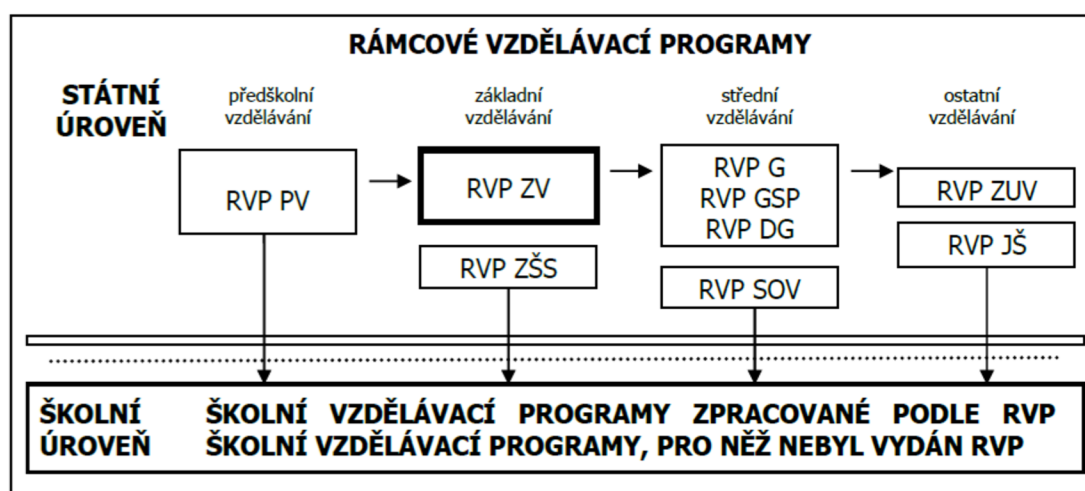 RÁMCOVÉ VZDĚLÁVACÍ PROGRAMY
STÁTNÍ
ÚROVEŇ
předškolní
vzdělávání
základní
vzdělávání
střední
vzdělávání
ostatní
vzdělávání
RVP PV
RVP ZV
RVP ZŠS
RVP G
RVP GSP
RVP DG
RVP SOV
RVP ZUV
RVP JŠ
ŠKOLNÍ
ÚROVEŇ
ŠKOLNÍ VZDĚLÁVACÍ PROGRAMY ZPRACOVANÉ PODLE RVP
ŠKOLNÍ VZDĚLÁVACÍ PROGRAMY, PRO NĚŽ NEBYL VYDÁN RVP